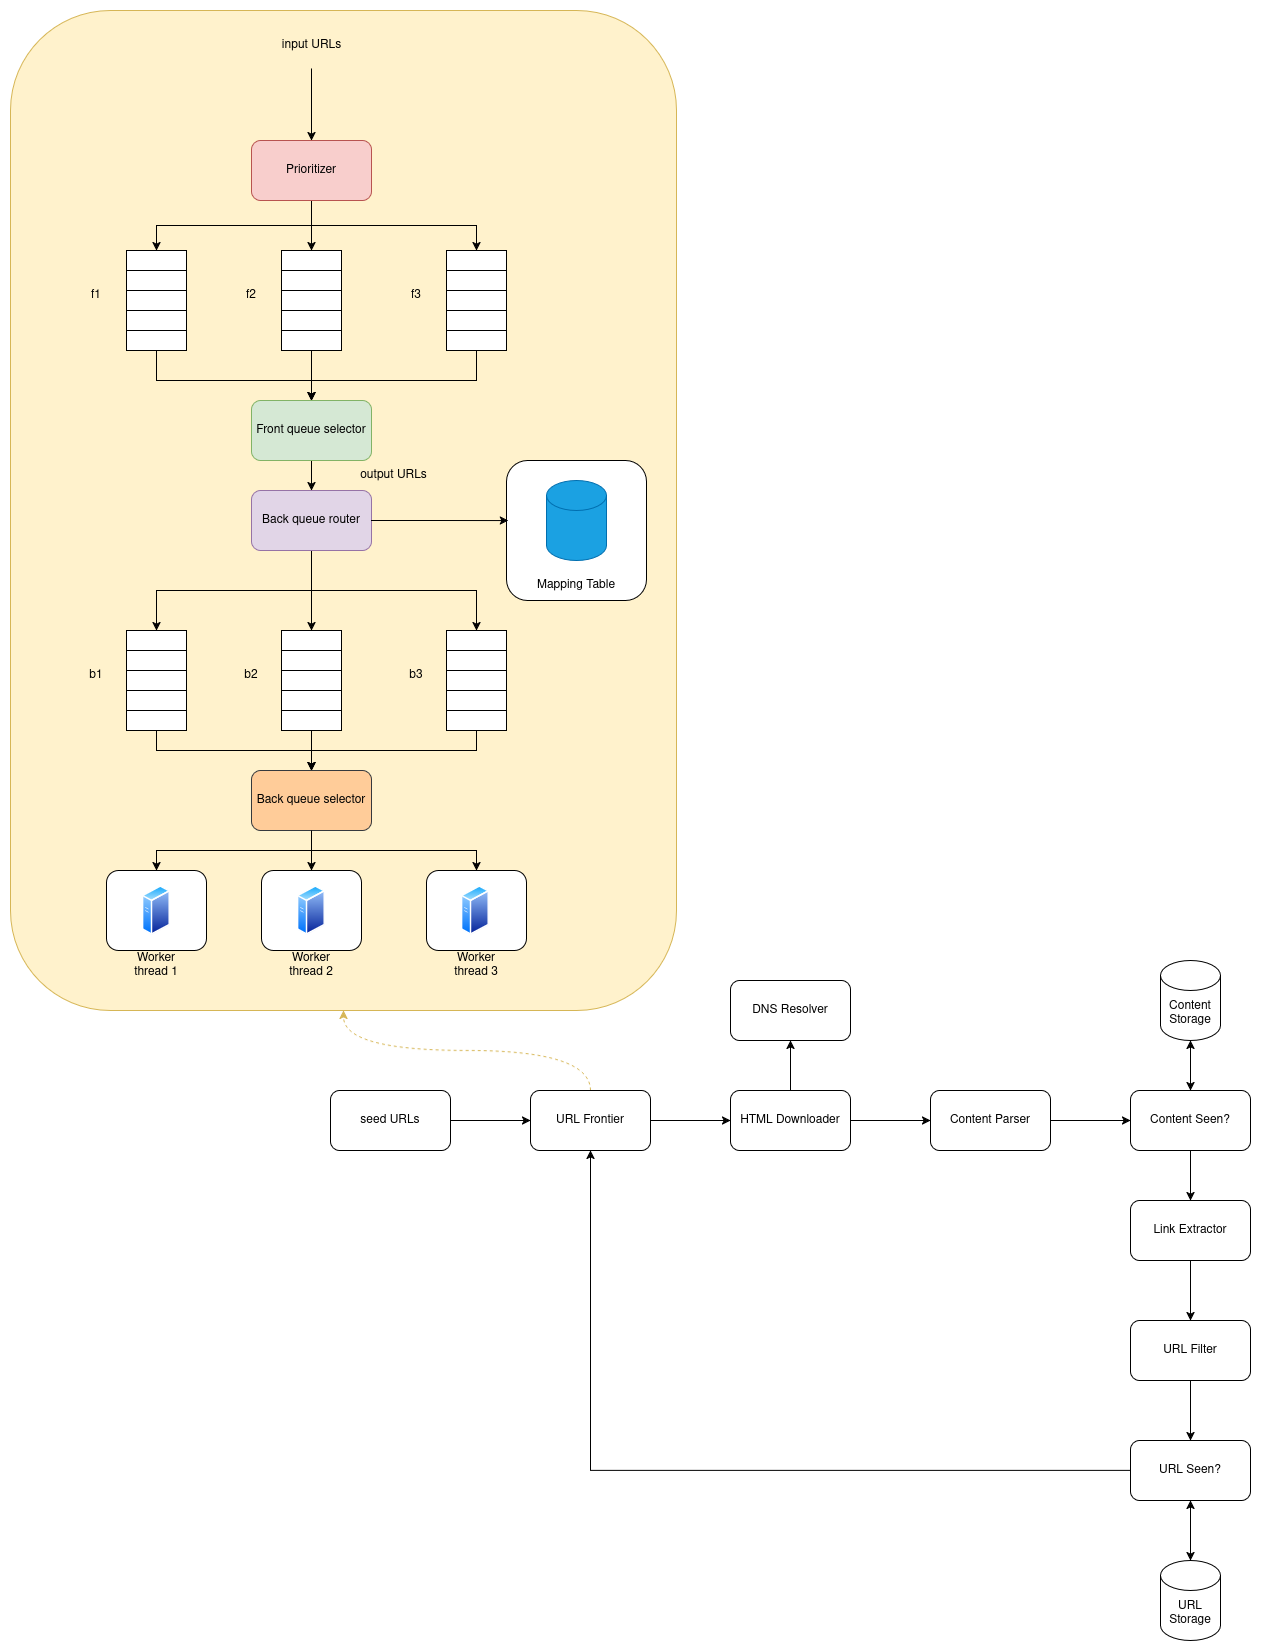 input URLs
Prioritizer
f1
f2
f3
Front queue selector
output URLs
Back queue router
Mapping Table
b1
b2
b3
Back queue selector
Worker
thread 1
Worker
thread 2
Worker
thread 3
DNS Resolver
Content
Storage
seed URLs
URL Frontier
HTML Downloader
Content Parser
Content Seen?
Link Extractor
URL Filter
URL Seen?
URL
Storage